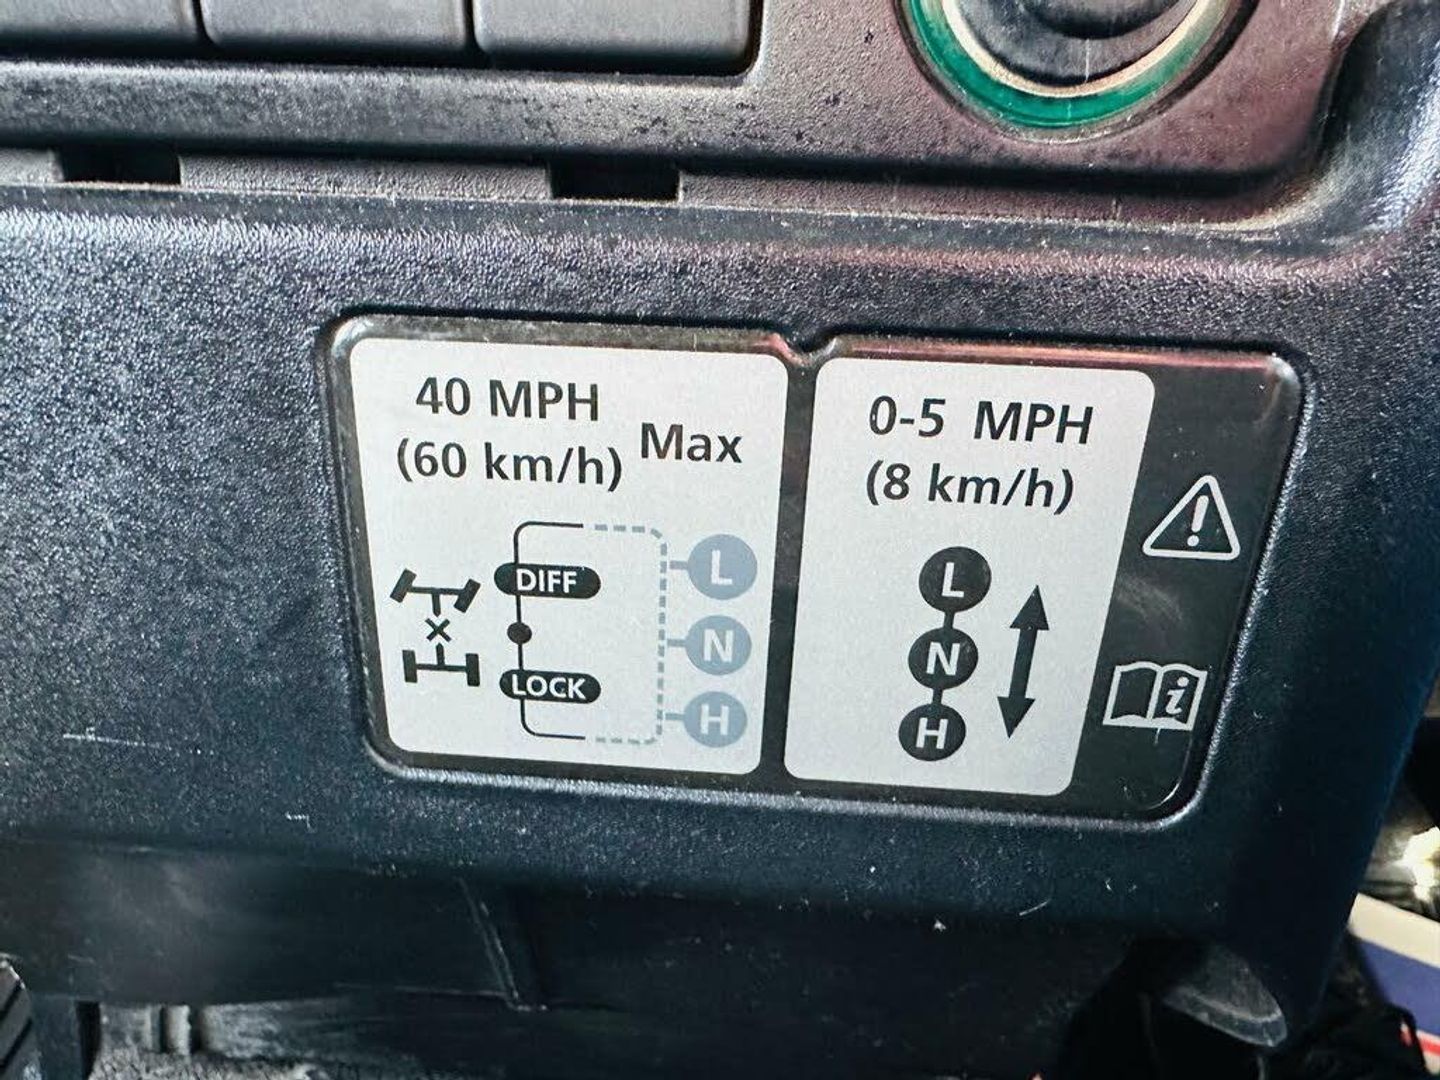 40 MPH
(60 km/h) Max
DIFF
LOCK
L
N
H
0-5 MPH
(8 km/h)
L
N
H